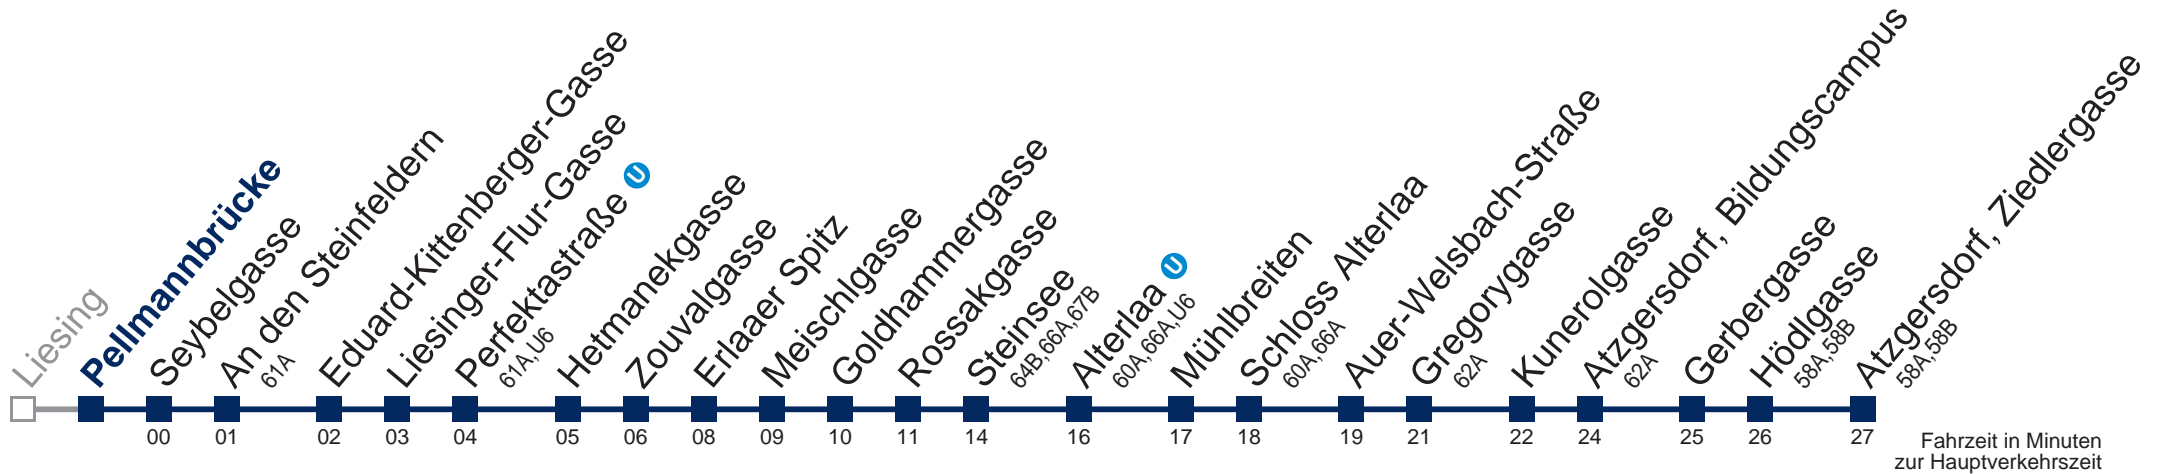 Liesing
Pellmannbrücke
Seybelgasse
An den Steinfeldern
61A
Eduard-Kittenberger-Gasse
Liesinger-Flur-Gasse
Perfektastraße U
61A,U6
Hetmanekgasse
Zouvalgasse
Erlaaer Spitz
Meischlgasse
Goldhammergasse
Rossakgasse
Steinsee
64B,66A,67B
Alterlaa U
60A,66A,U6
Mühlbreiten
Schloss Alterlaa
60A,66A
Auer-Welsbach-Straße
Gregorygasse
62A
Kunerolgasse
Atzgersdorf, Bildungscampus
62A
Gerbergasse
Hödlgasse
58A,58B
Atzgersdorf, Ziedlergasse
58A,58B
00 01 02 03 04 05 06 08 09 10 11 14 16 17 18 19 21 22 24 25 26 27
Fahrzeit in Minuten
zur Hauptverkehrszeit